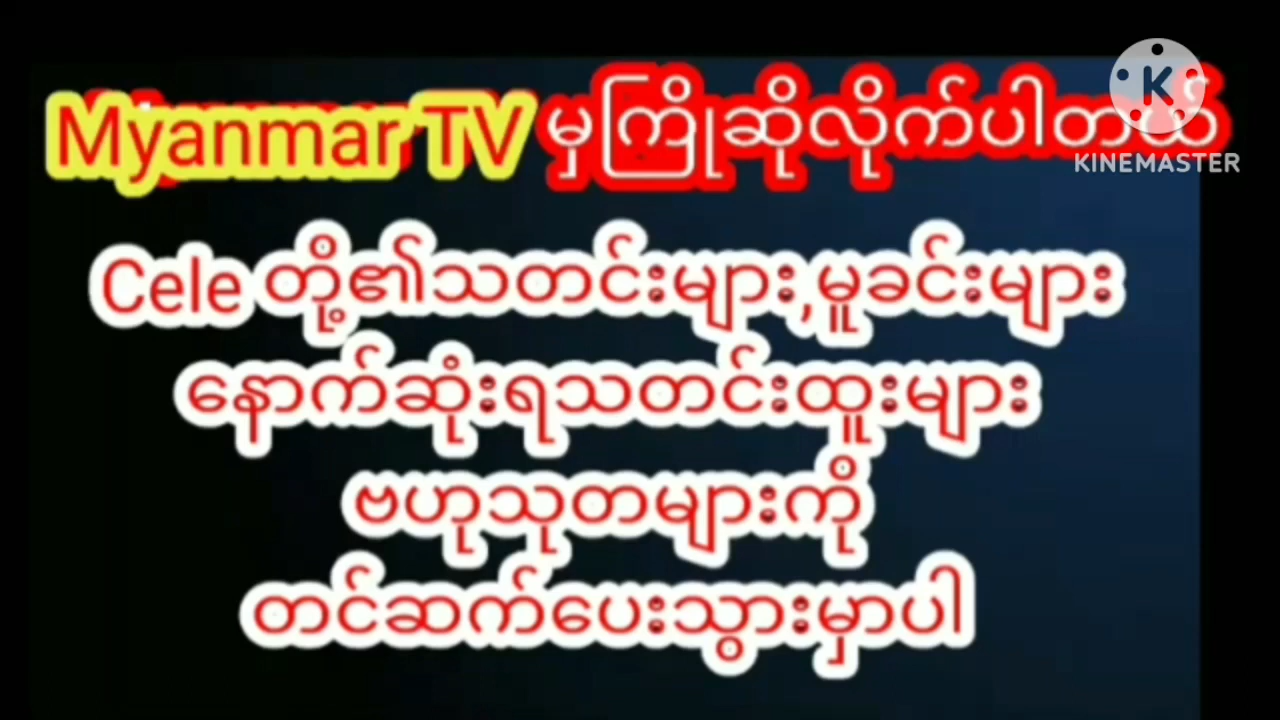 Myanmar TV မှကြိုဆိုလိုက်ပါတယ်
K
KINEMASTER
Cele တို့၏သတင်းများ,မှုခင်းများ
နောက်ဆုံးရသတင်းထူးများ
ဗဟုသုတများကို
တင်ဆက်ပေးသွားမှာပါ